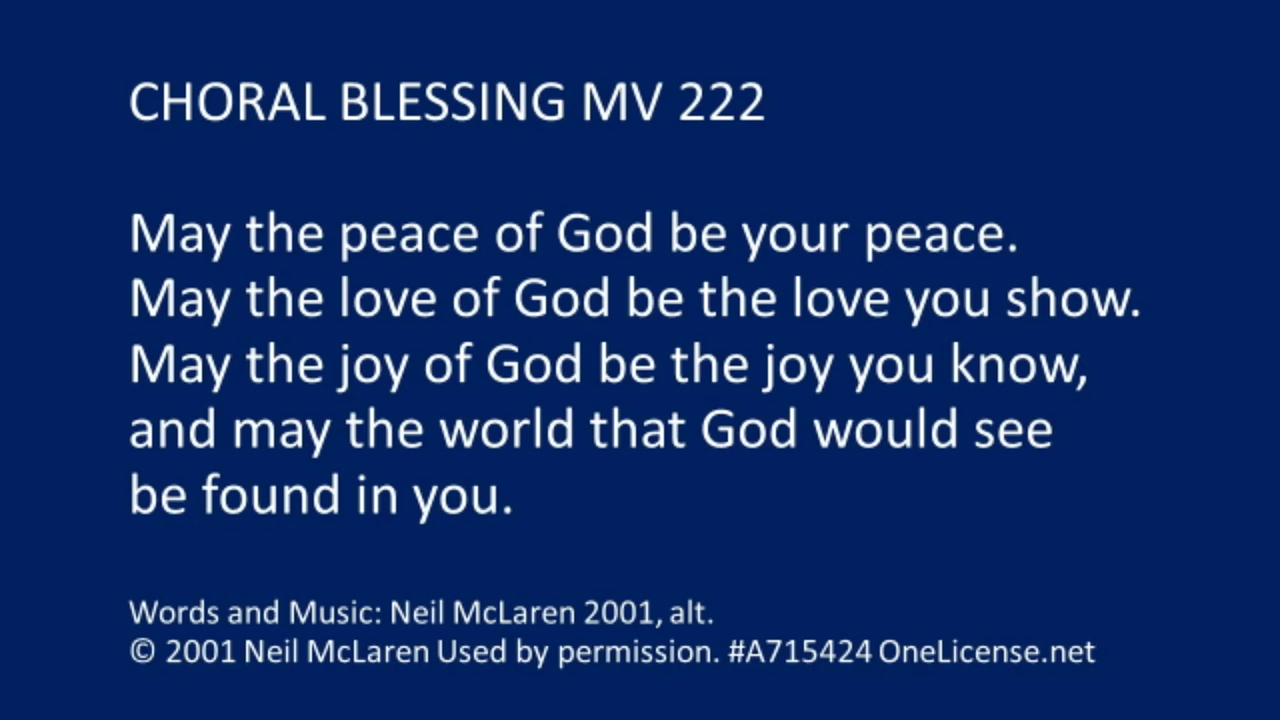 CHORAL BLESSING MV 222
May the peace of God be your peace.
May the love of God be the love you show.
May the joy of God be the joy you know,
and may the world that God would see
be found in you.
Words and Music: Neil McLaren 2001, alt.
© 2001 Neil McLaren Used by permission. #A715424 OneLicense.net